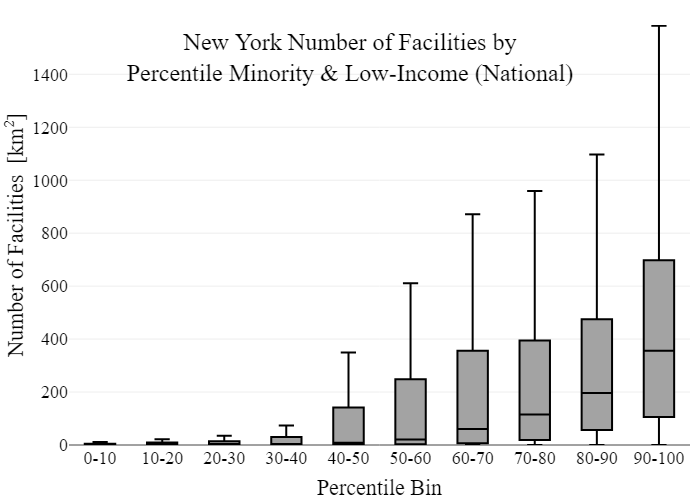 New York Number of Facilities by
Percentile Minority & Low-Income (National)
Number of Facilities [km²]
1400
1200
1000
800
600
400
200
0
0-10 10-20 20-30 30-40 40-50 50-60 60-70 70-80 80-90 90-100
Percentile Bin